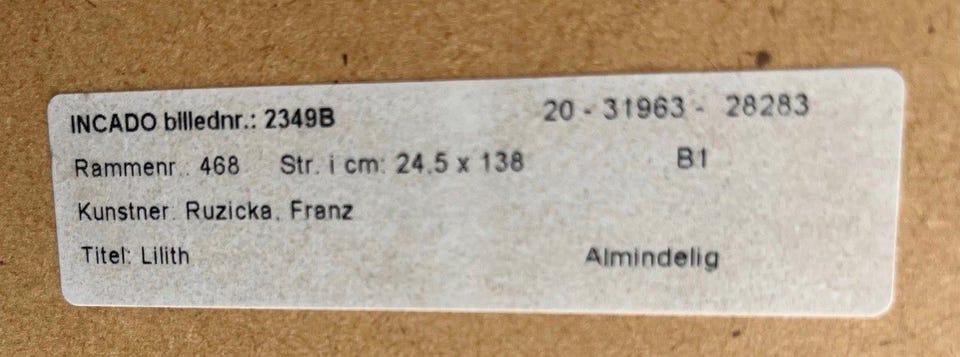 INCADO billednr.: 2349B 20 - 31963 - 28283
Rammenr.: 468 Str. i cm: 24.5 x 138 B1
Kunstner: Ruzicka, Franz
Titel: Lilith Almindelig